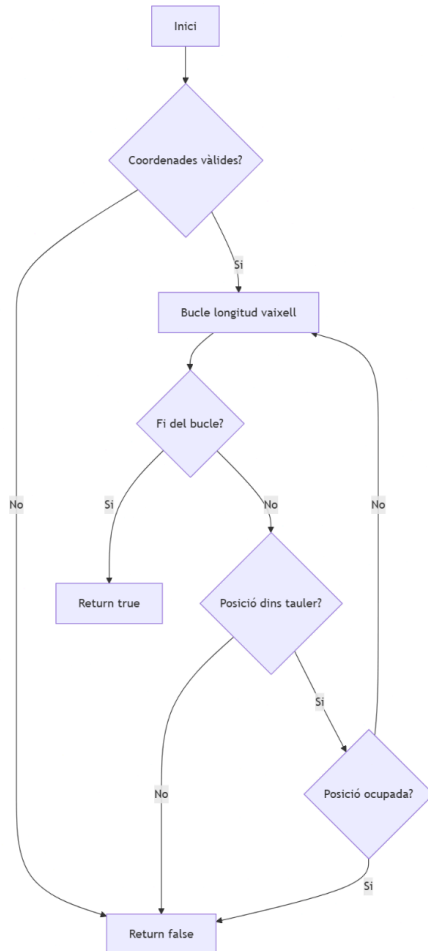 Inici
Coordenades vàlides?
Si
Bucle longitud vaixell
Fi del bucle?
No
Si
No
No
Return true
Posició dins tauler?
Si
No
Posició ocupada?
Si
Return false